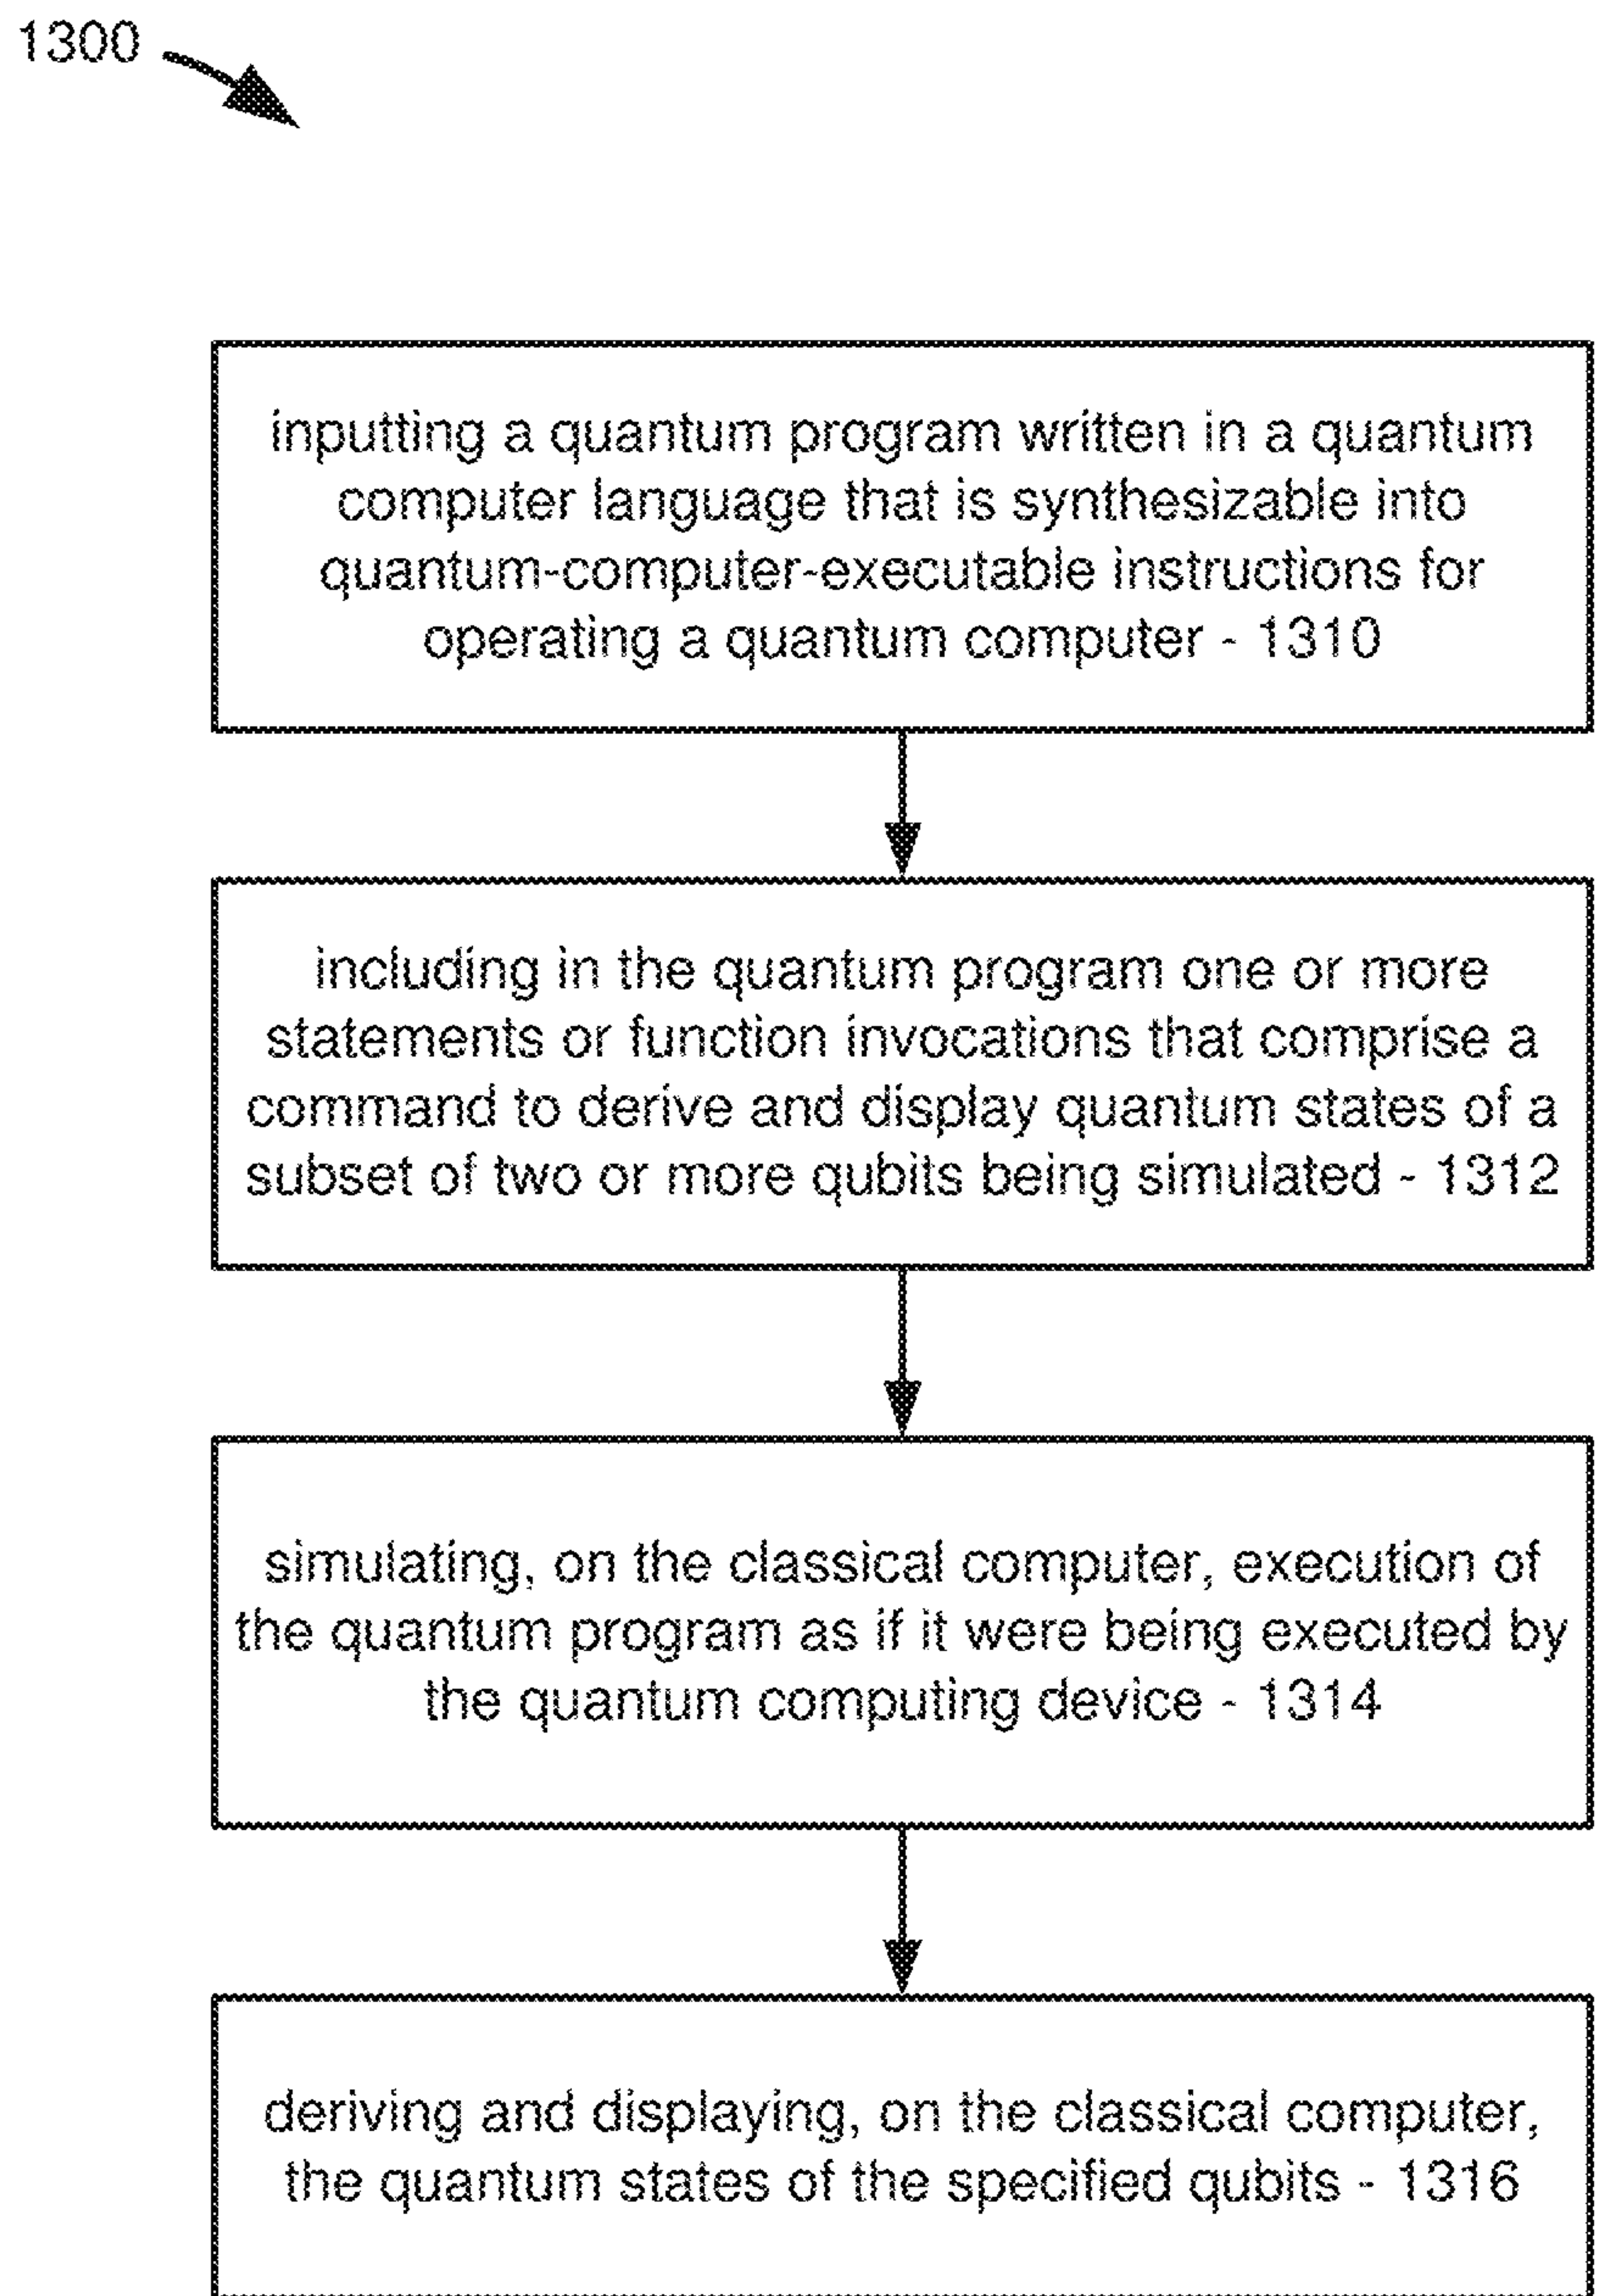 1300
inputting a quantum program written in a quantum
computer language that is synthesizable into
quantum-computer-executable instructions for
operating a quantum computer - 1310
including in the quantum program one or more
statements or function invocations that comprise a
command to derive and display quantum states of a
subset of two or more qubits being simulated - 1312
simulating, on the classical computer, execution of
the quantum program as if it were being executed by
the quantum computing device - 1314
deriving and displaying, on the classical computer,
the quantum states of the specified qubits - 1316